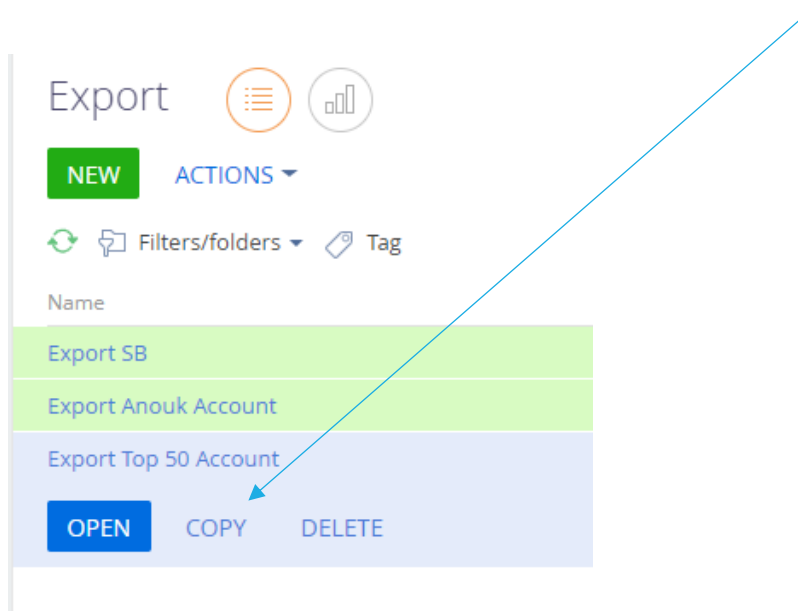 Export
NEW ACTIONS
Filters/folders Tag
Name
Export SB
Export Anouk Account
Export Top 50 Account
OPEN COPY DELETE